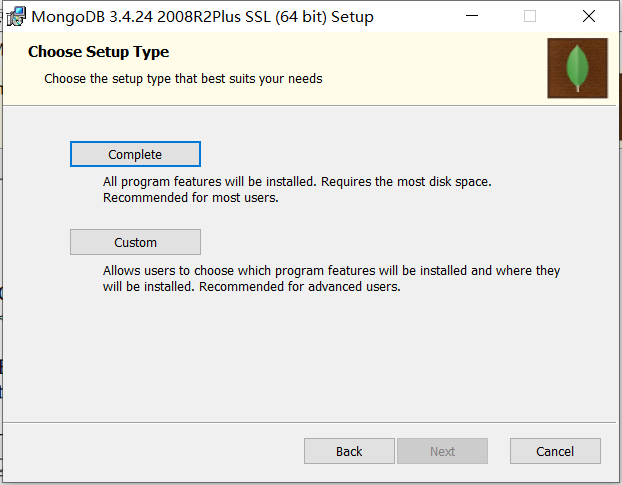 MongoDB 3.4.24 2008R2Plus SSL (64 bit) Setup
Choose Setup Type
Choose the setup type that best suits your needs
Complete
All program features will be installed. Requires the most disk space.
Recommended for most users.
Custom
Allows users to choose which program features will be installed and where they
will be installed. Recommended for advanced users.
Back
Next
Cancel